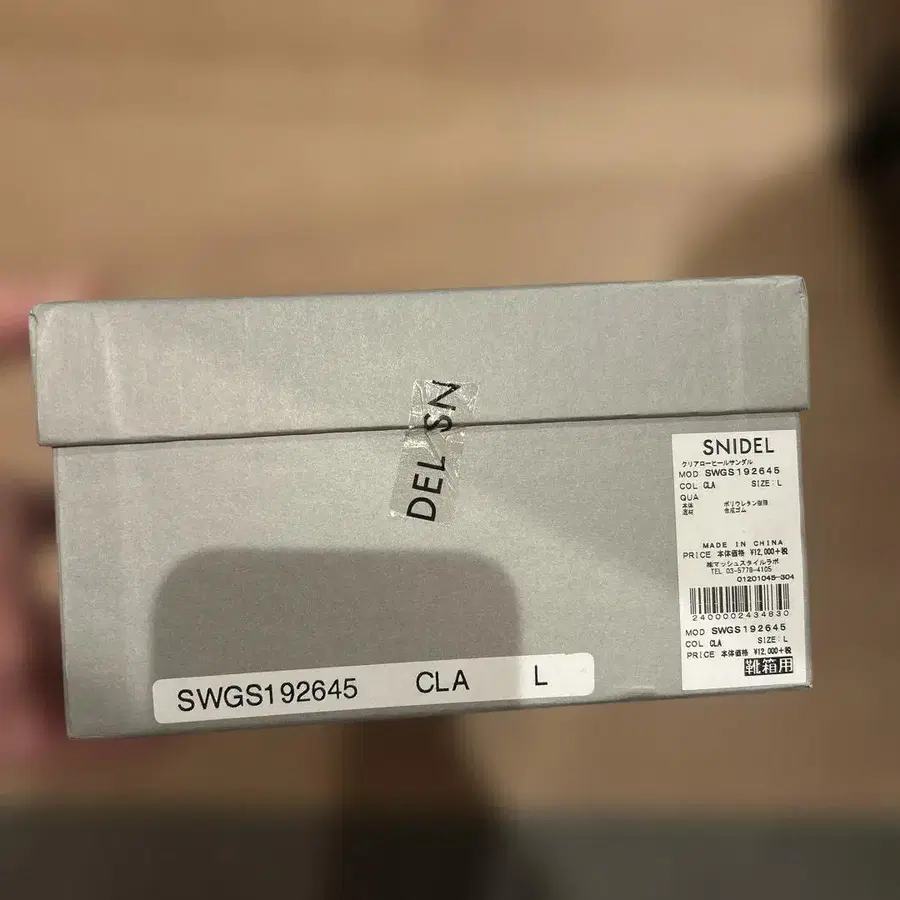 DEL SN
SNIDEL
クリアローヒールサンダル
MOD SWGS192645
COL CLA SIZE:L
QUA
本体 ポリウレタン樹脂
底材 合成ゴム
MADE IN CHINA
PRICE 本体価格 ¥12,000+税
㈱マッシュスタイルラボ
TEL 03-5778-4105
01201045-304
2400002434830
MOD SWGS192645
COL CLA SIZE:L
PRICE 本体価格 ¥12,000+税
靴箱用
SWGS192645 CLA L